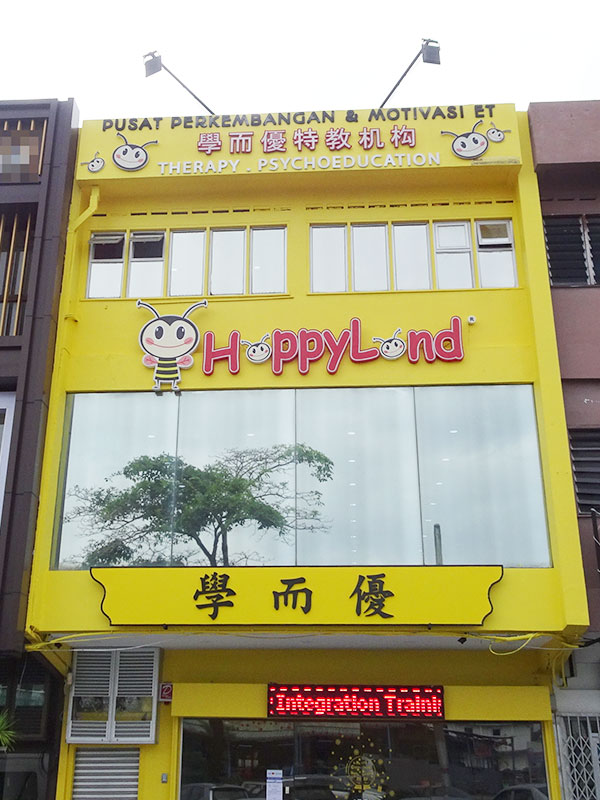 PUSAT PERKEMBANGAN & MOTIVASI ET
學而優特教机构
THERAPY . PSYCHOEDUCATION
HappyLand ®
學而優
Integration Traini